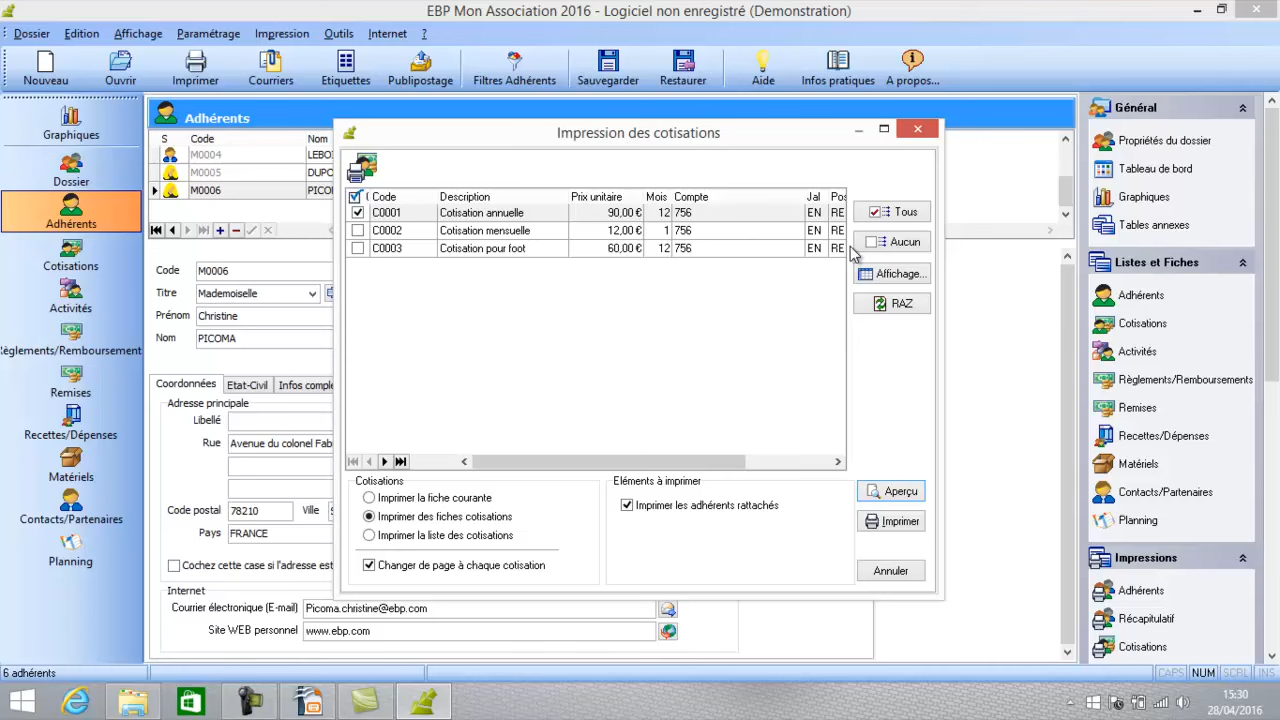 EBP Mon Association 2016 - Logiciel non enregistré (Demonstration)
Dossier Edition Affichage Paramétrage Impression Outils Internet ?
Nouveau Ouvrir Imprimer Courriers Etiquettes Publipostage Filtres Adhérents Sauvegarder Restaurer Aide Infos pratiques A propos...
Graphiques
Dossier
Adhérents
Cotisations
Activités
èglements/Remboursement
Remises
Recettes/Dépenses
Matériels
Contacts/Partenaires
Planning
Adhérents
S Code Nom
M0004 LEBO
M0005 DUPO
M0006 PICO
Code M0006
Titre Mademoiselle
Prénom Christine
Nom PICOMA
Coordonnées Etat-Civil Infos comple
Adresse principale
Libellé
Rue Avenue du colonel Fab
Code postal 78210 Ville
Pays FRANCE
Cochez cette case si l'adresse est
Internet
Courrier électronique (E-mail) Picoma.christine@ebp.com
Site WEB personnel www.ebp.com
Impression des cotisations
Code Description Prix unitaire Mois Compte Jal Pos
C0001 Cotisation annuelle 90,00 € 12 756 EN RE
C0002 Cotisation mensuelle 12,00 € 1 756 EN RE
C0003 Cotisation pour foot 60,00 € 12 756 EN RE
Tous
Aucun
Affichage...
RAZ
Cotisations
Imprimer la fiche courante
Imprimer des fiches cotisations
Imprimer la liste des cotisations
Changer de page à chaque cotisation
Eléments à imprimer
Imprimer les adhérents rattachés
Aperçu
Imprimer
Annuler
Général
Propriétés du dossier
Tableau de bord
Graphiques
Tables annexes
Listes et Fiches
Adhérents
Cotisations
Activités
Règlements/Remboursements
Remises
Recettes/Dépenses
Matériels
Contacts/Partenaires
Planning
Impressions
Adhérents
Récapitulatif
Cotisations
6 adhérents
CAPS NUM SCRL INS
15:30
28/04/2016